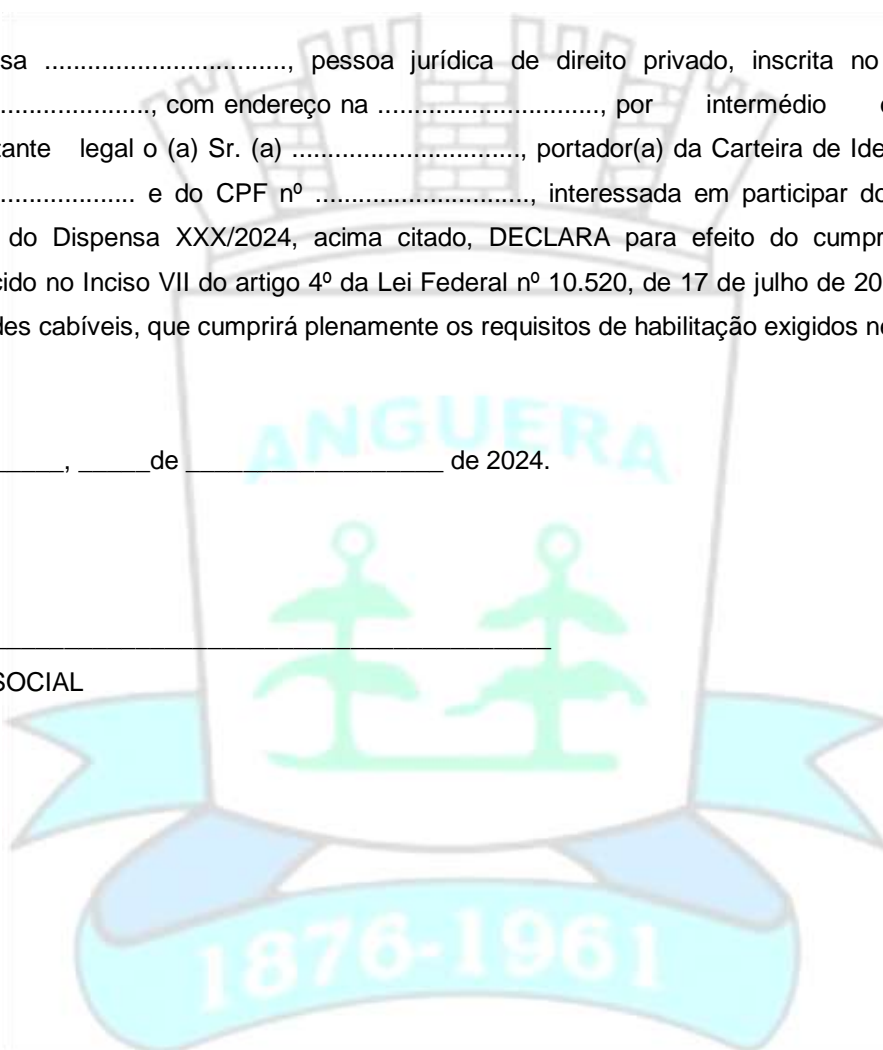 sa .................................., pessoa jurídica de direito privado, inscrita no
....................., com endereço na ..............................., por intermédio
tante legal o (a) Sr. (a) ................................, portador(a) da Carteira de Ide
................... e do CPF nº .............................., interessada em participar do
do Dispensa XXX/2024, acima citado, DECLARA para efeito do cumpr
cido no Inciso VII do artigo 4º da Lei Federal nº 10.520, de 17 de julho de 20
des cabíveis, que cumprirá plenamente os requisitos de habilitação exigidos n
ANGUERA
_____, _____de __________________ de 2024.
_______________________________________
SOCIAL
1876-1961